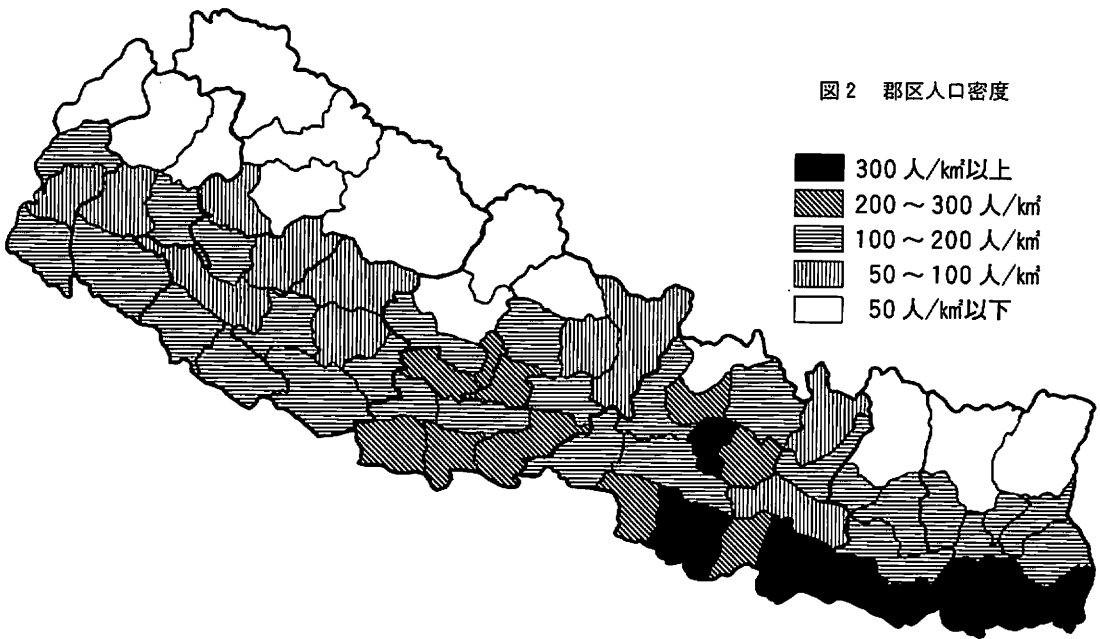 図2 郡区人口密度
300 人/㎢以上
200 ～ 300 人/㎢
100 ～ 200 人/㎢
50 ～ 100 人/㎢
50 人/㎢以下